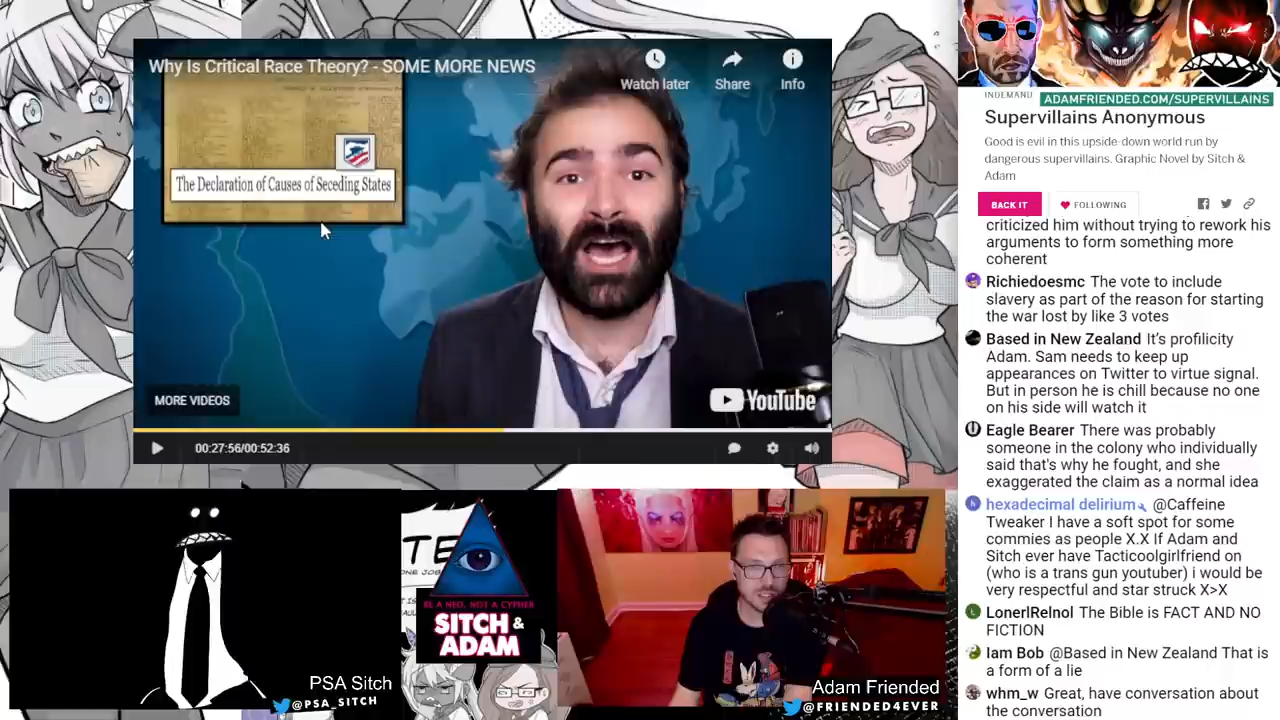 Why Is Critical Race Theory? - SOME MORE NEWS
Watch later
Share
Info
The Declaration of Causes of Seceding States
MORE VIDEOS
YouTube
00:27:56/00:52:36
INDEMAND
ADAMFRIENDED.COM/SUPERVILLAINS
Supervillains Anonymous
Good is evil in this upside-down world run by
dangerous supervillains. Graphic Novel by Sitch &
Adam
BACK IT
FOLLOWING
criticized him without trying to rework his
arguments to form something more
coherent
Richiedoesmc The vote to include
slavery as part of the reason for starting
the war lost by like 3 votes
Based in New Zealand It’s profilicity
Adam. Sam needs to keep up
appearances on Twitter to virtue signal.
But in person he is chill because no one
on his side will watch it
Eagle Bearer There was probably
someone in the colony who individually
said that's why he fought, and she
exaggerated the claim as a normal idea
hexadecimal delirium @Caffeine
Tweaker I have a soft spot for some
commies as people X.X If Adam and
Sitch ever have Tacticoolgirlfriend on
(who is a trans gun youtuber) i would be
very respectful and star struck X>X
LonerlRelnol The Bible is FACT AND NO
FICTION
Iam Bob @Based in New Zealand That is
a form of a lie
whm_w Great, have conversation about
the conversation
PSA Sitch
@PSA_SITCH
BE A NEO, NOT A CYPHER
SITCH &
ADAM
Adam Friended
@FRIENDED4EVER